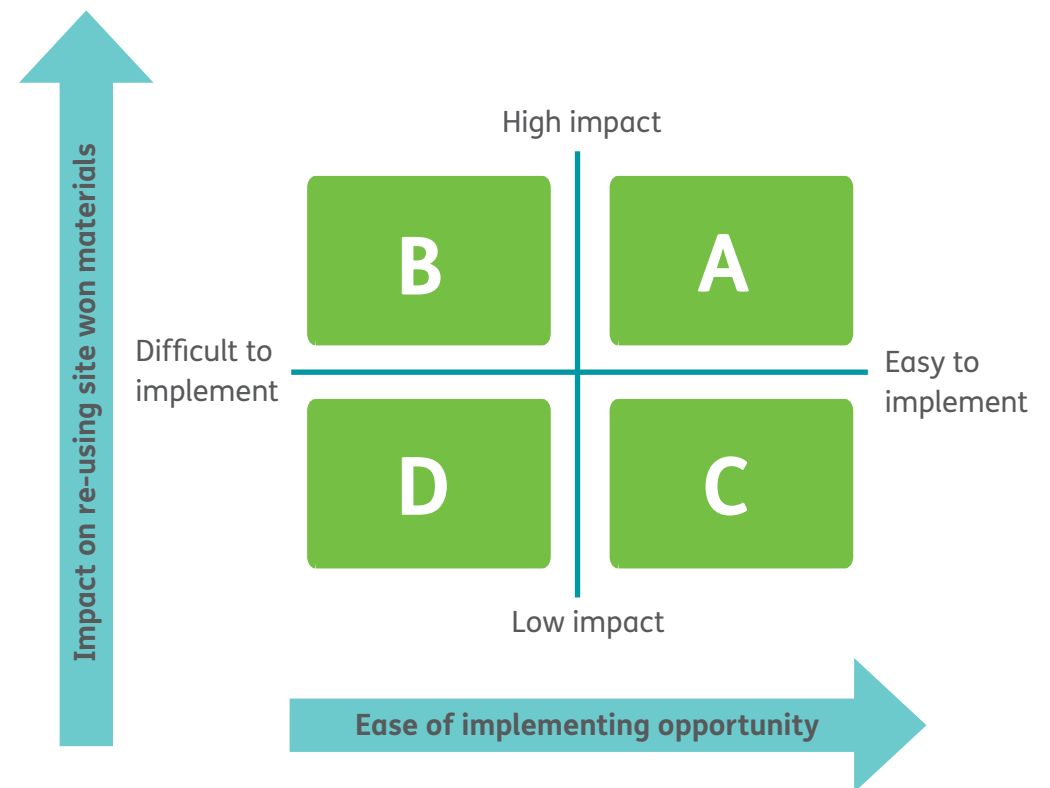 Impact on re-using site won materials
High impact
B
A
Difficult to
implement
Easy to
implement
D
C
Low impact
Ease of implementing opportunity